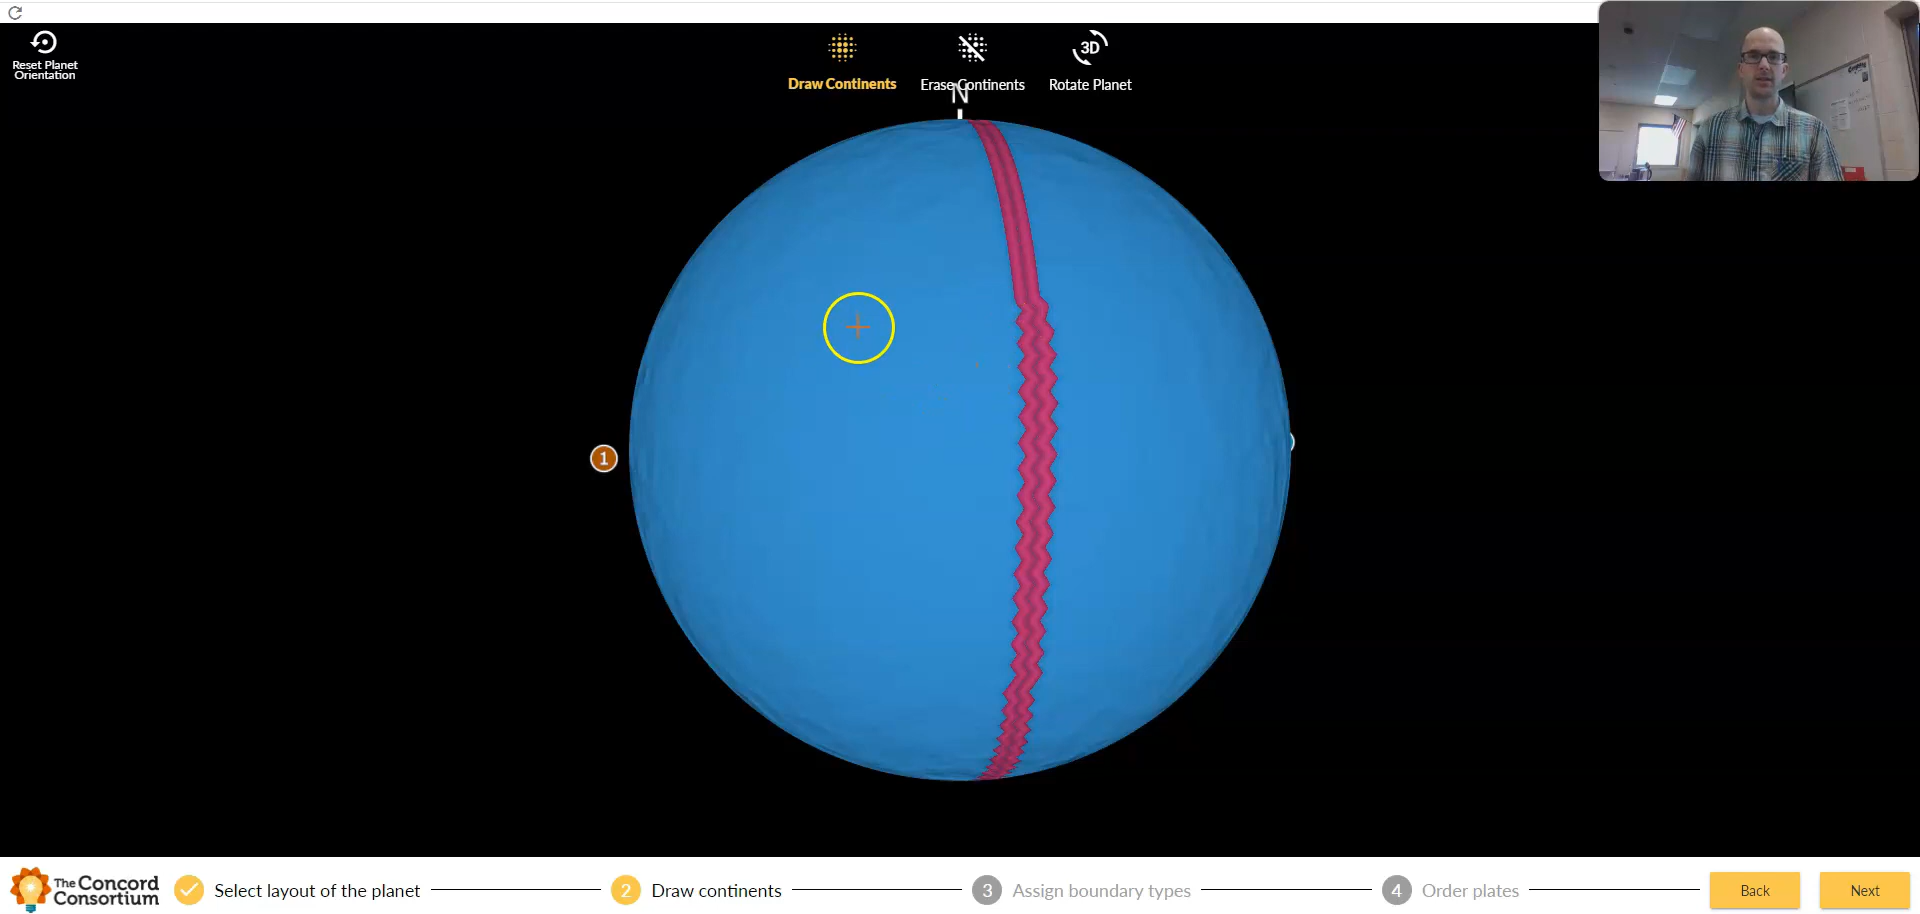 Reset Planet
Orientation
Draw Continents
Erase Continents
3D
Rotate Planet
N
1
The Concord
Consortium
Select layout of the planet
2 Draw continents
3 Assign boundary types
4 Order plates
Back
Next